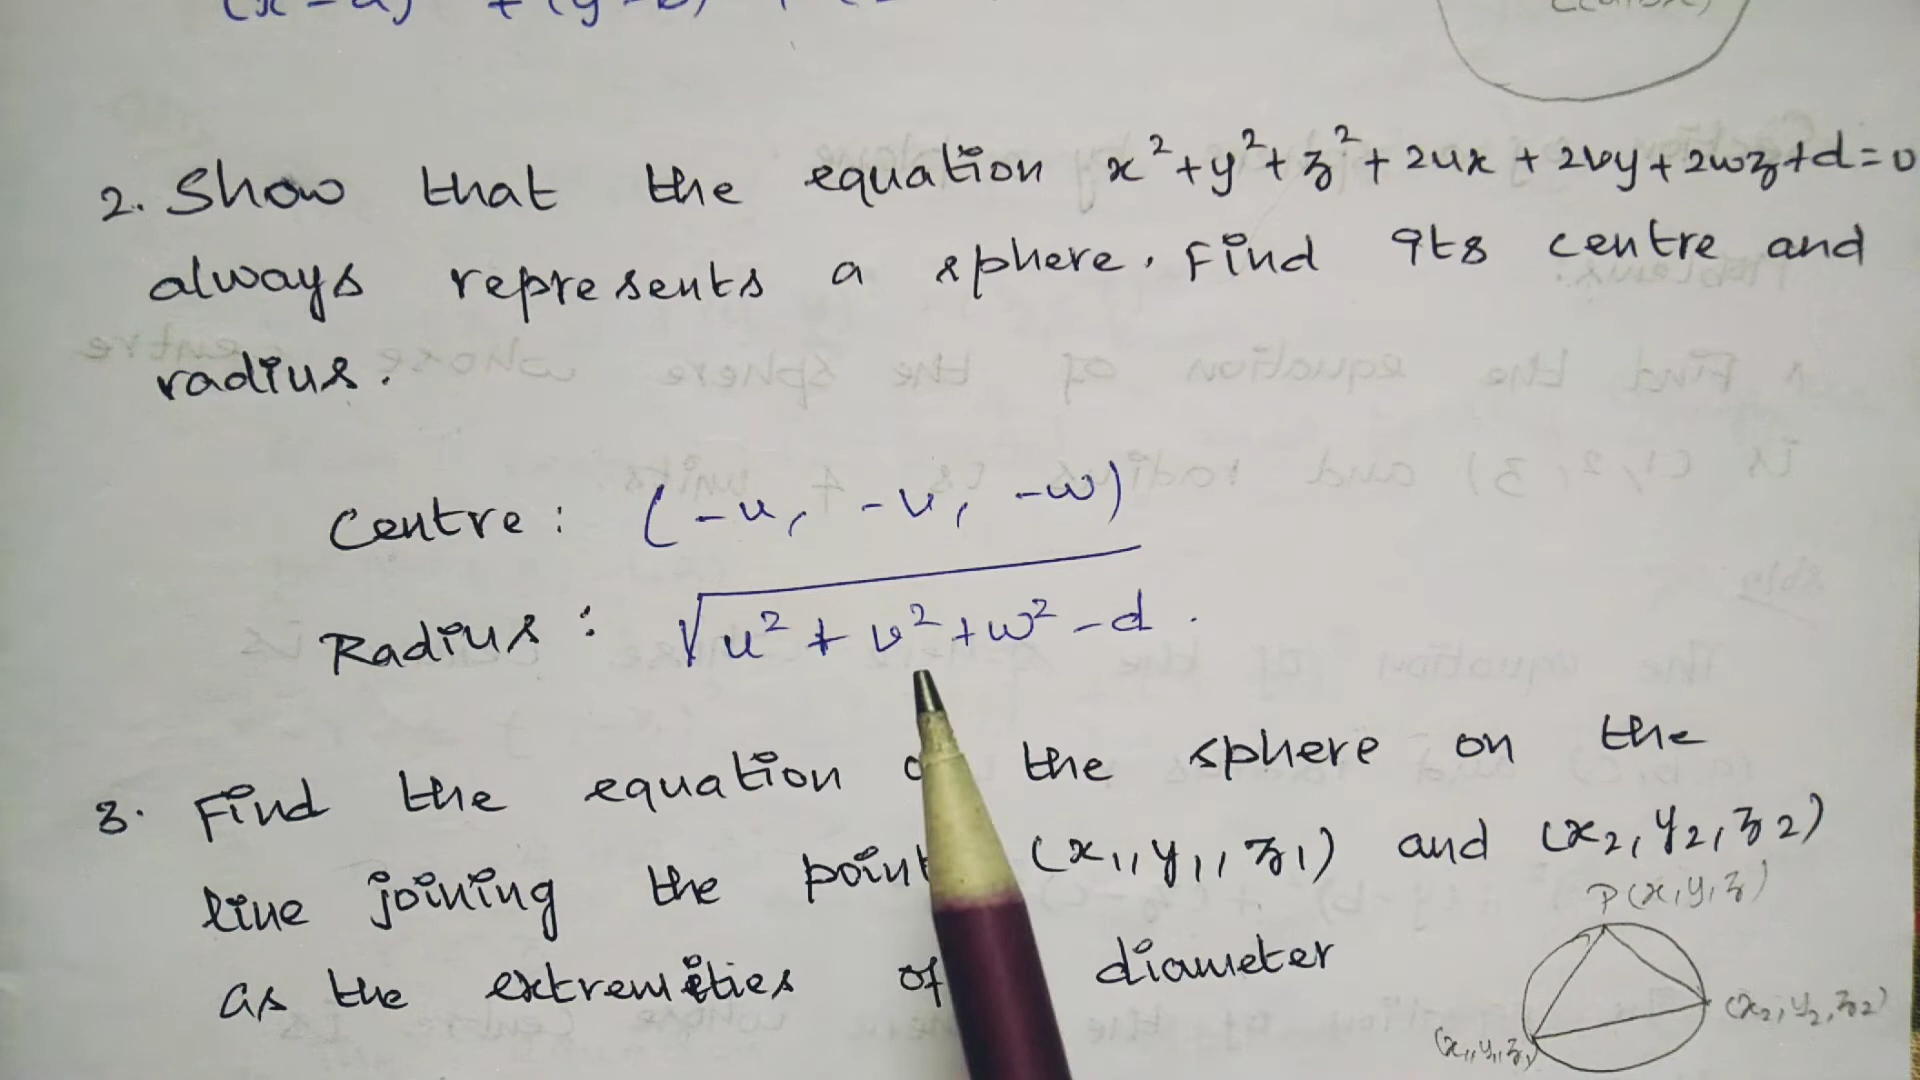 2. Show that the equation x²+y²+z²+2ux+2vy+2wz+d=0
always represents a sphere. Find its centre and
radius.
Centre: (-u, -v, -w)
Radius: √u²+v²+w²-d.
3. Find the equation the sphere on the
line joining the point (x1, y1, z1) and (x2, y2, z2)
as the extremities of diameter
P(x, y, z)
(x2, y2, z2)
(x1, y1, z1)